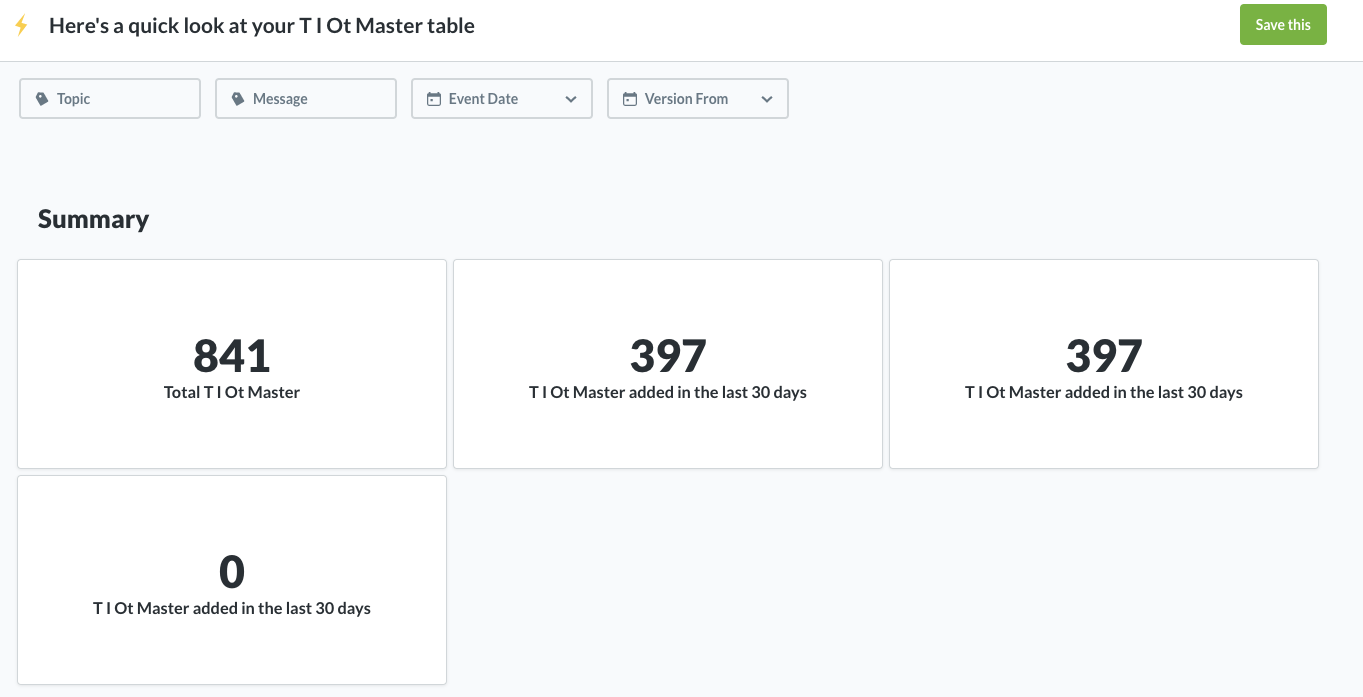 Here's a quick look at your T I Ot Master table
Save this
Topic
Message
Event Date
Version From
Summary
841
Total T I Ot Master
397
T I Ot Master added in the last 30 days
397
T I Ot Master added in the last 30 days
0
T I Ot Master added in the last 30 days